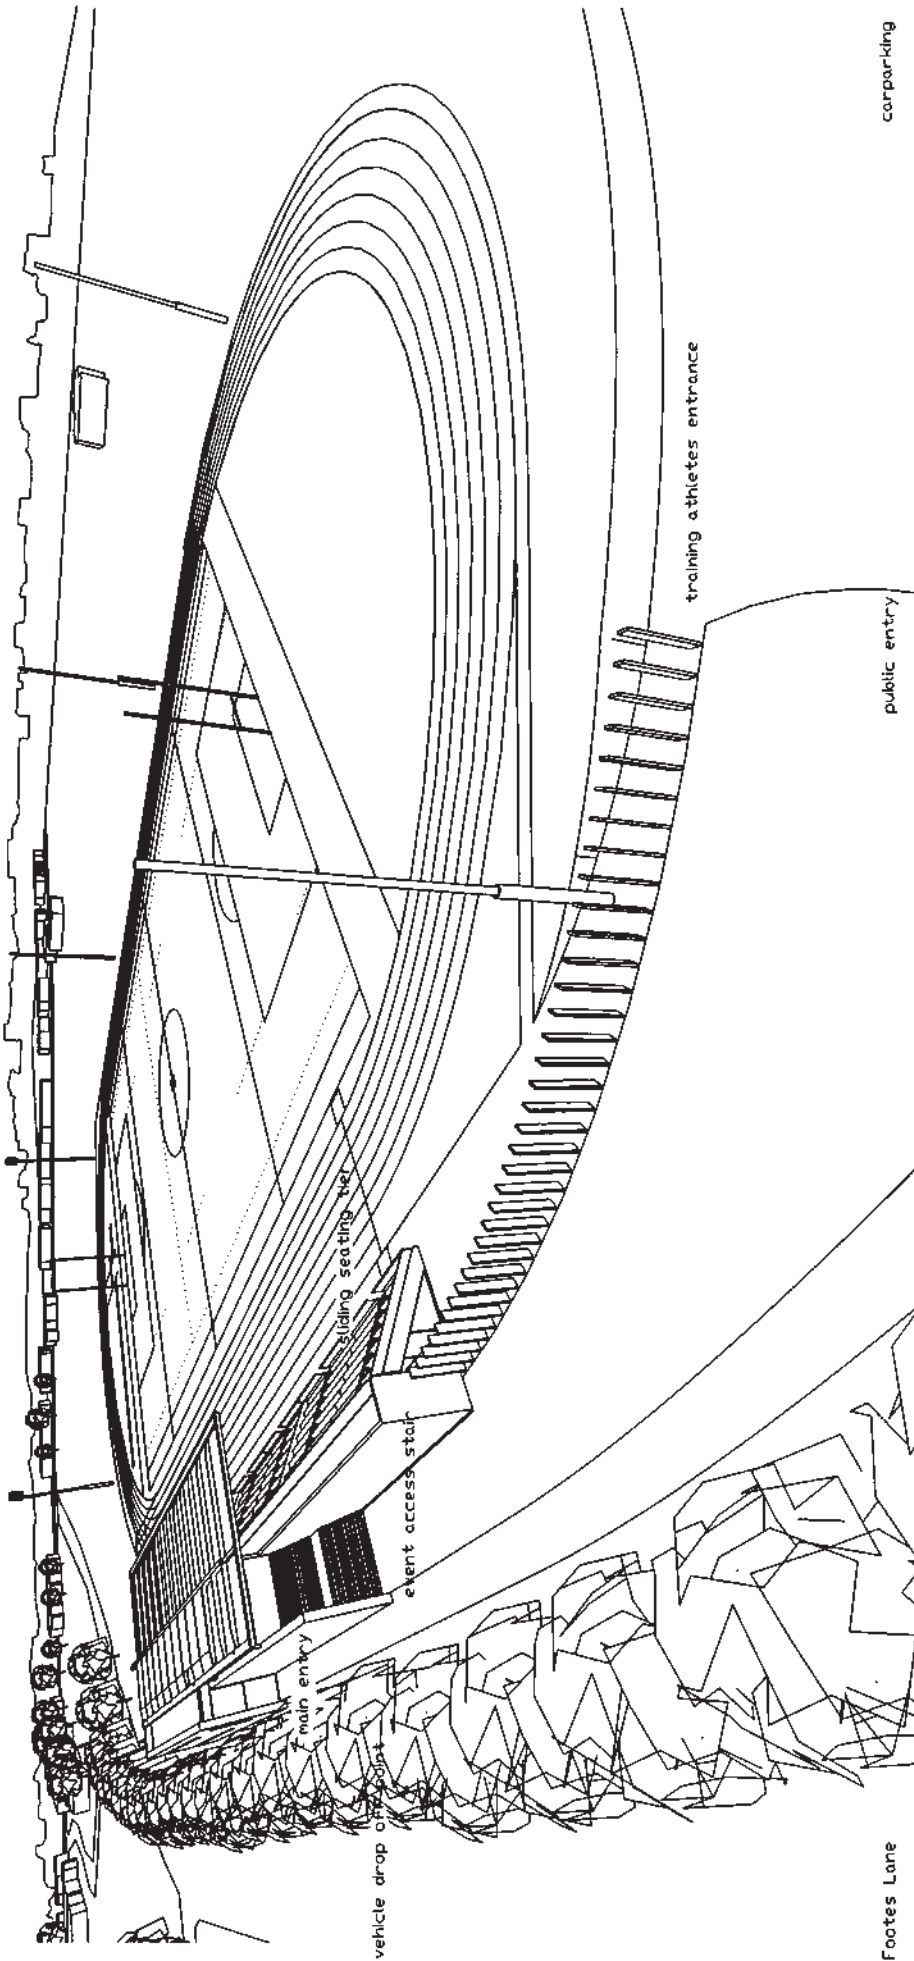 main entry
sliding seating tier
vehicle drop off point
event access stair
training athletes entrance
Footes Lane
public entry
carparking